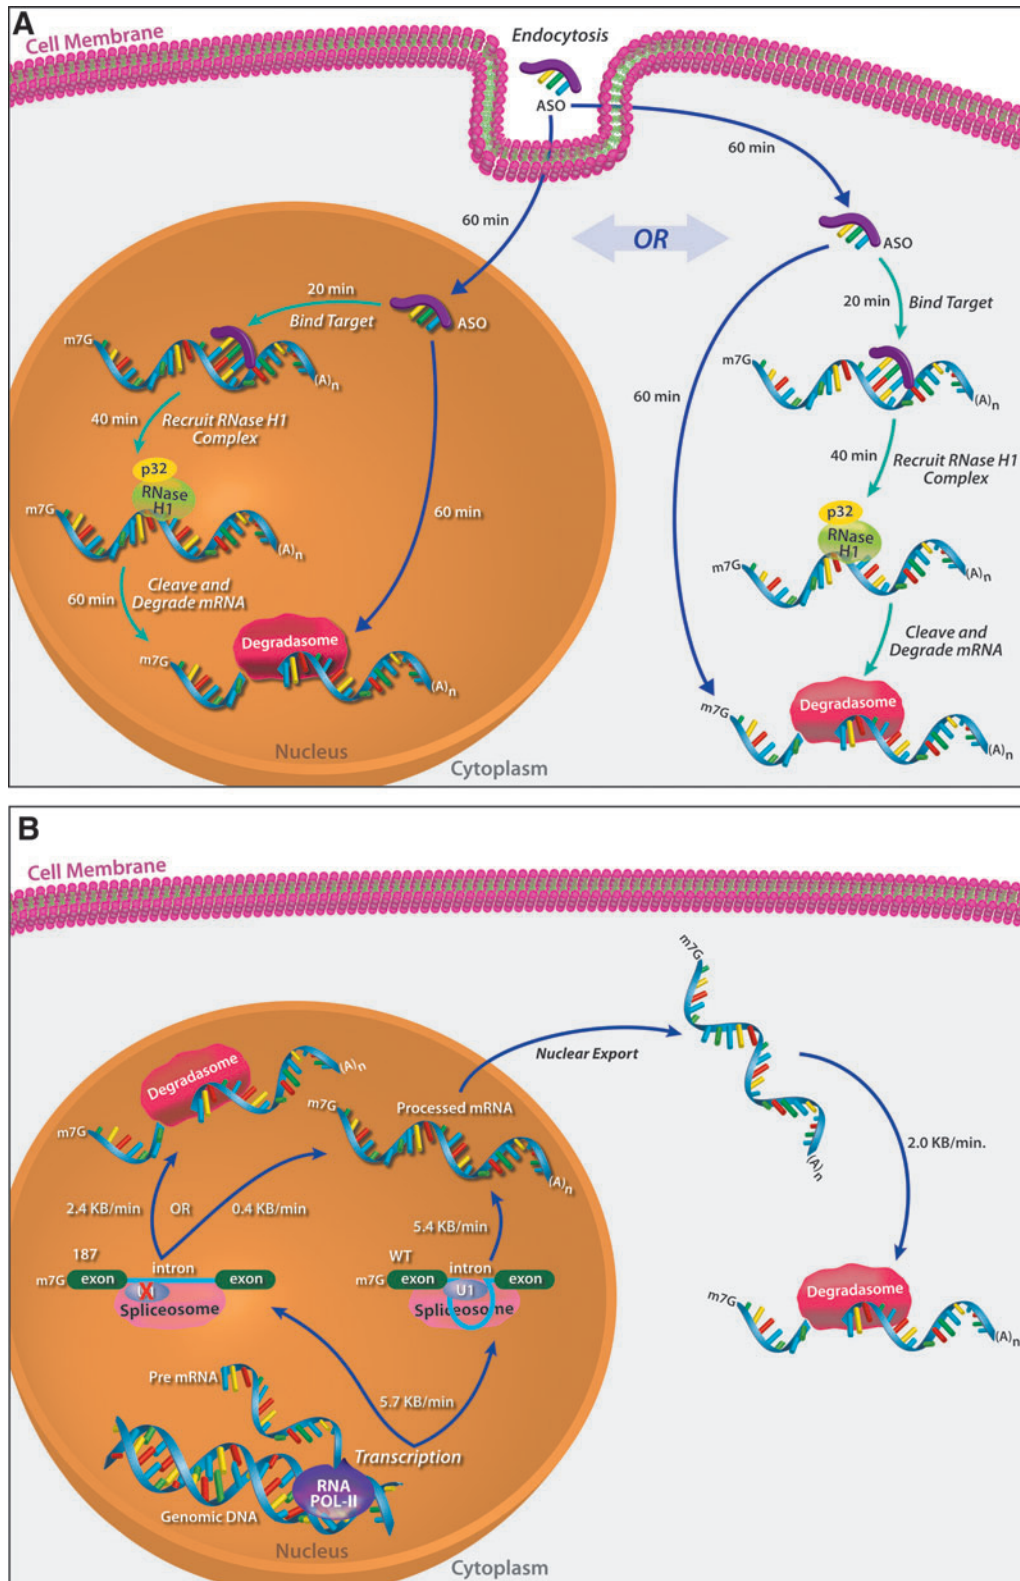 A
Cell Membrane
Endocytosis
ASO
60 min
60 min
OR
ASO
20 min
Bind Target
ASO
20 min
Bind Target
m7G
(A)n
m7G
(A)n
60 min
40 min
Recruit RNase H1
Complex
40 min
Recruit RNase H1
Complex
p32
RNase
H1
m7G
(A)n
60 min
p32
RNase
H1
m7G
(A)n
60 min
Cleave and
Degrade mRNA
Cleave and
Degrade mRNA
Degradasome
m7G
(A)n
Degradasome
m7G
(A)n
Nucleus
Cytoplasm
B
Cell Membrane
m7G
Nuclear Export
(A)n
2.0 KB/min.
Degradasome
(A)n
m7G
m7G
Processed mRNA
(A)n
2.4 KB/min
OR
0.4 KB/min
5.4 KB/min
187
intron
m7G
exon
exon
U1
X
Spliceosome
WT
intron
m7G
exon
exon
U1
Spliceosome
Degradasome
m7G
(A)n
Pre mRNA
5.7 KB/min
Transcription
RNA
POL-II
Genomic DNA
Nucleus
Cytoplasm